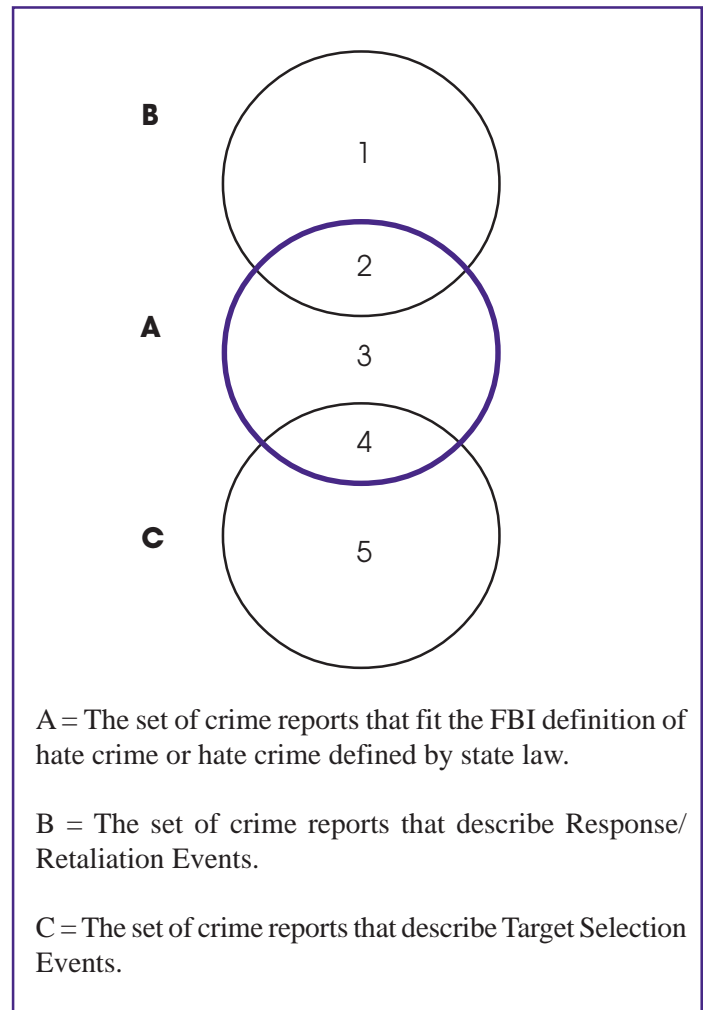 B
1
2
A
3
4
C
5
A = The set of crime reports that fit the FBI definition of
hate crime or hate crime defined by state law.
B = The set of crime reports that describe Response/
Retaliation Events.
C = The set of crime reports that describe Target Selection
Events.